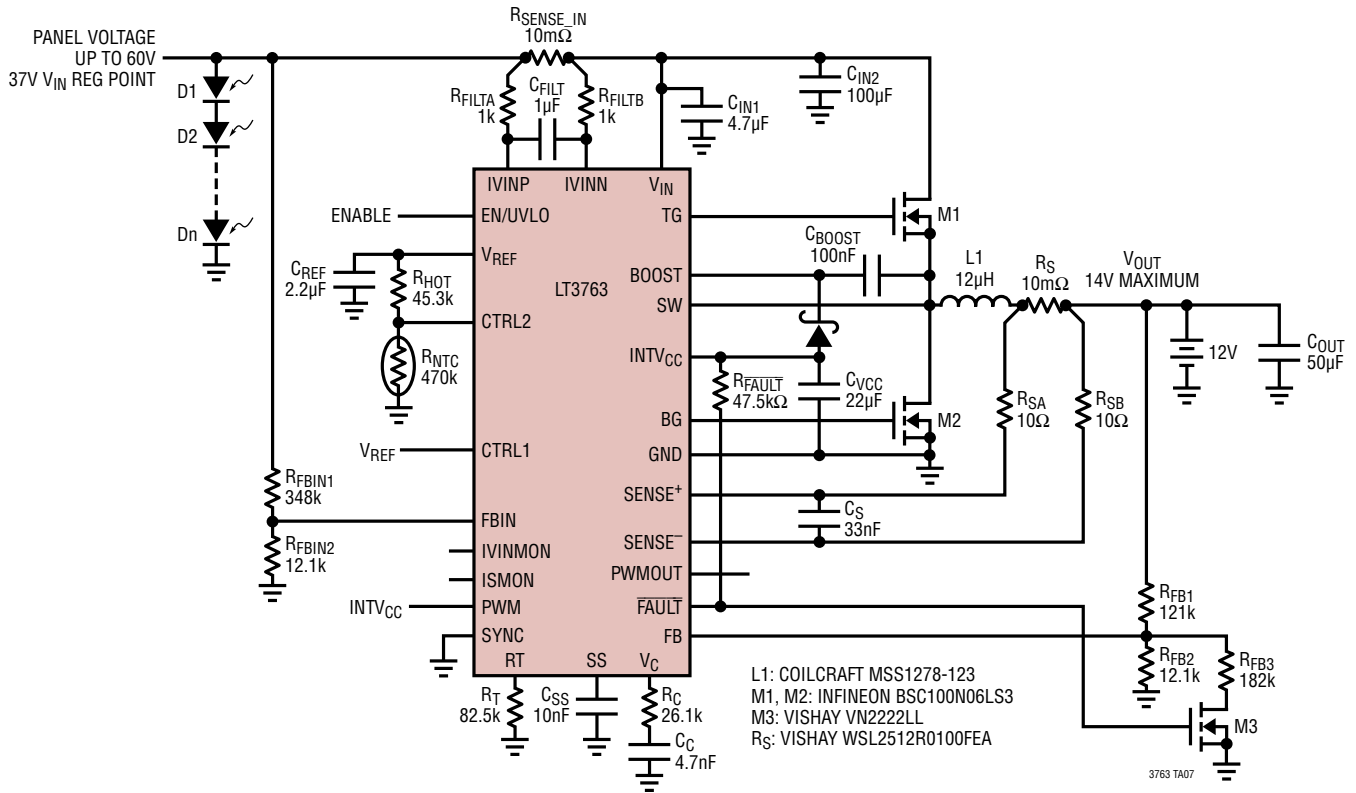 PANEL VOLTAGE
UP TO 60V
37V VIN REG POINT
RSENSE_IN
10mΩ
D1
D2
Dn
RFILTA
1k
CFILT
1µF
RFILTB
1k
CIN1
4.7µF
CIN2
100µF
IVINP
IVINN
VIN
ENABLE
EN/UVLO
TG
M1
CREF
2.2µF
VREF
RHOT
45.3k
LT3763
CBOOST
100nF
BOOST
L1
12µH
RS
10mΩ
VOUT
14V MAXIMUM
SW
CTRL2
RNTC
470k
INTVCC
RFAULT
47.5kΩ
CVCC
22µF
12V
COUT
50µF
BG
M2
RSA
10Ω
RSB
10Ω
VREF
CTRL1
GND
RFBIN1
348k
SENSE+
CS
33nF
FBIN
SENSE–
RFBIN2
12.1k
IVINMON
ISMON
PWMOUT
INTVCC
PWM
FAULT
RFB1
121k
SYNC
FB
RT
SS
VC
RFB2
12.1k
RFB3
182k
RT
82.5k
CSS
10nF
RC
26.1k
CC
4.7nF
M3
L1: COILCRAFT MSS1278-123
M1, M2: INFINEON BSC100N06LS3
M3: VISHAY VN2222LL
RS: VISHAY WSL2512R0100FEA
3763 TA07